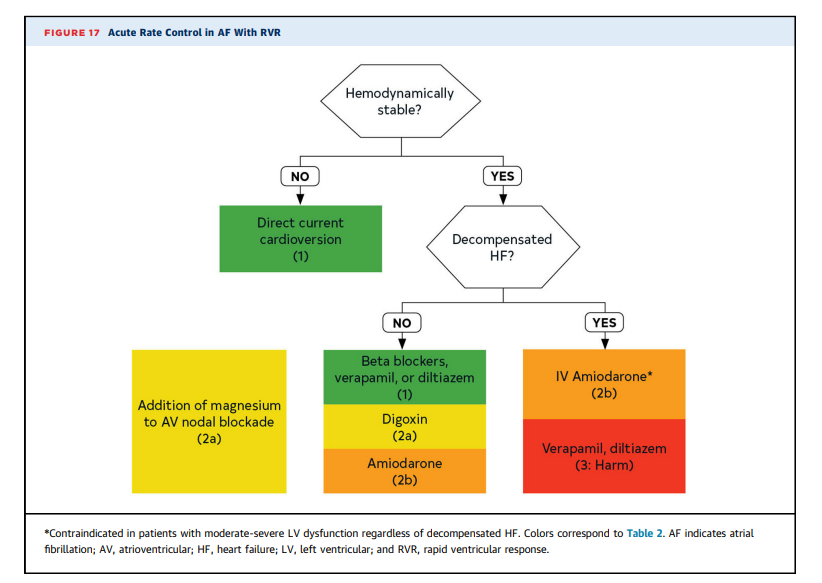 FIGURE 17 Acute Rate Control in AF With RVR
Hemodynamically
stable?
NO
YES
Direct current
cardioversion
(1)
Decompensated
HF?
NO
YES
Addition of magnesium
to AV nodal blockade
(2a)
Beta blockers,
verapamil, or diltiazem
(1)
Digoxin
(2a)
Amiodarone
(2b)
IV Amiodarone*
(2b)
Verapamil, diltiazem
(3: Harm)
*Contraindicated in patients with moderate-severe LV dysfunction regardless of decompensated HF. Colors correspond to Table 2. AF indicates atrial
fibrillation; AV, atrioventricular; HF, heart failure; LV, left ventricular; and RVR, rapid ventricular response.